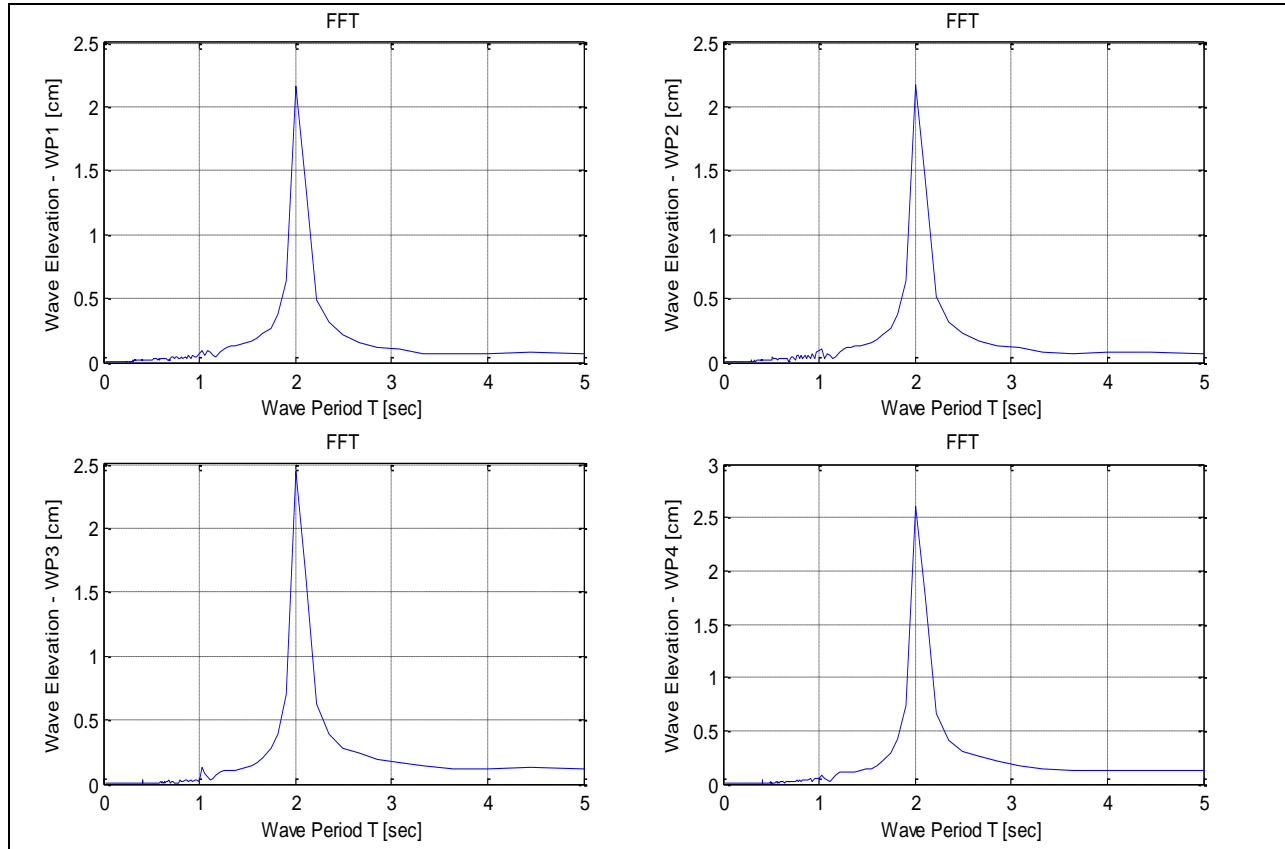 FFT
Wave Elevation - WP1 [cm]
2.5
2
1.5
1
0.5
0
0 1 2 3 4 5
Wave Period T [sec]
FFT
Wave Elevation - WP2 [cm]
2.5
2
1.5
1
0.5
0
0 1 2 3 4 5
Wave Period T [sec]
FFT
Wave Elevation - WP3 [cm]
2.5
2
1.5
1
0.5
0
0 1 2 3 4 5
Wave Period T [sec]
FFT
Wave Elevation - WP4 [cm]
3
2.5
2
1.5
1
0.5
0
0 1 2 3 4 5
Wave Period T [sec]